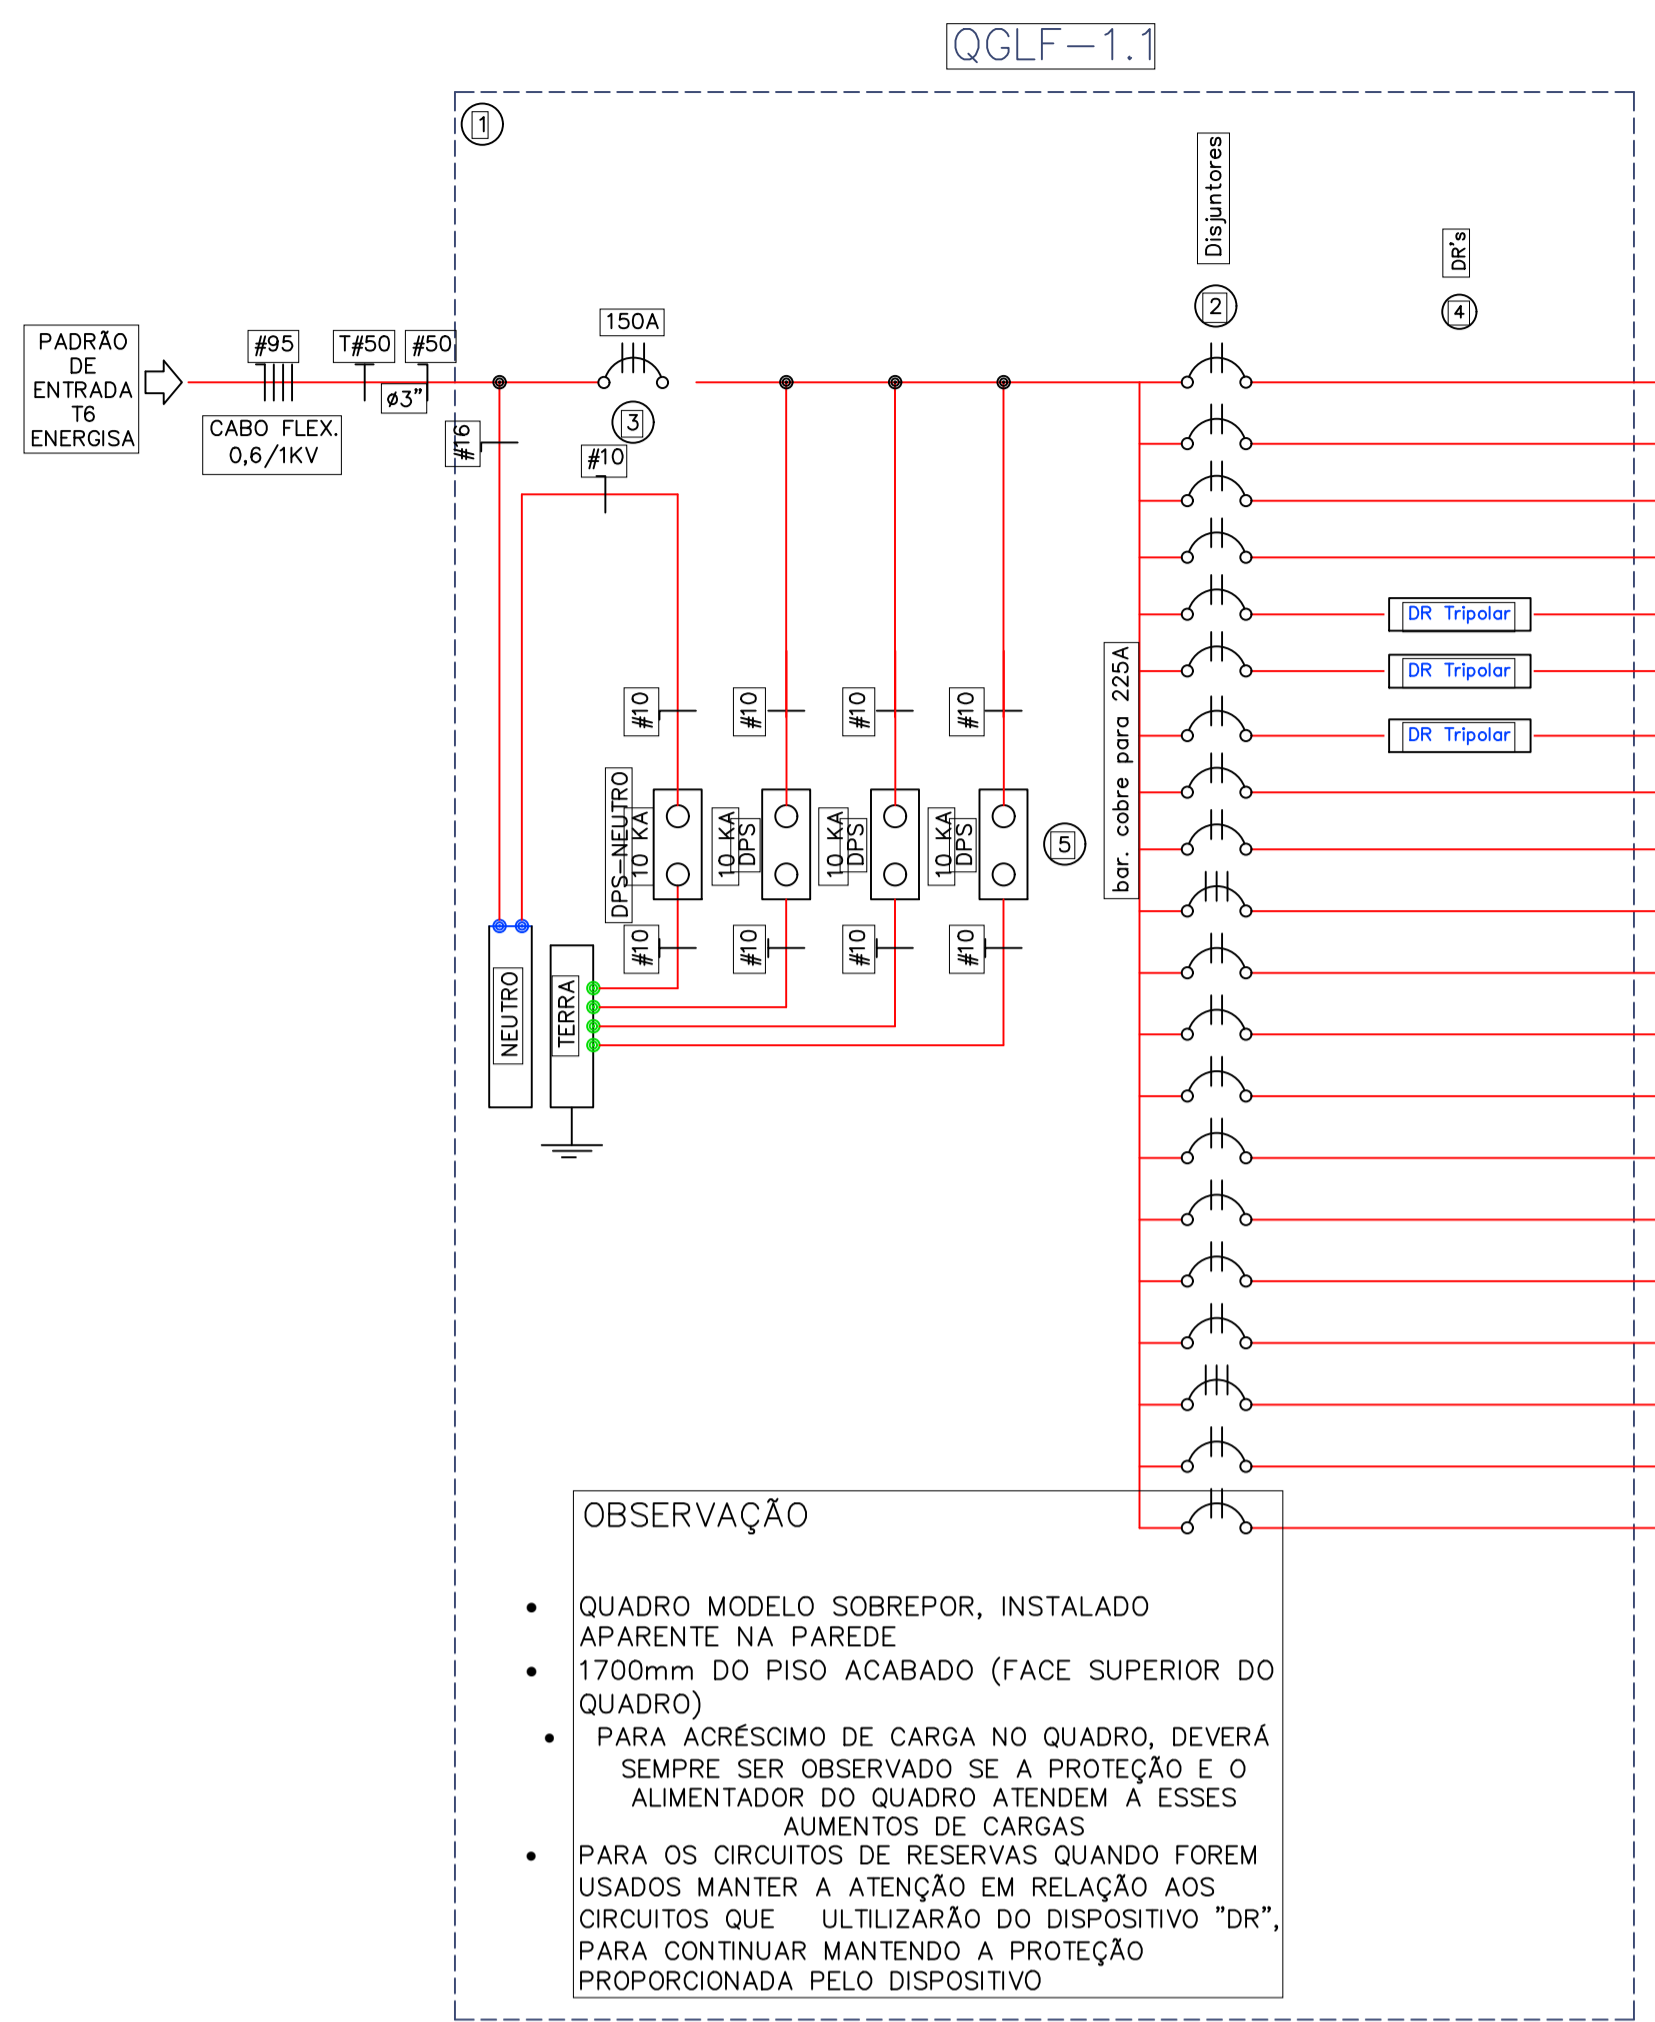 QGLF-1.1
1
Disjuntores
DR's
2
4
PADRÃO
DE
ENTRADA
T6
ENERGISA
#95
T#50
#50
ø3"
CABO FLEX.
0,6/1KV
150A
3
#16
#10
#10
#10
#10
#10
DPS-NEUTRO
10 KA
10 KA
DPS
10 KA
DPS
10 KA
DPS
5
bar. cobre para 225A
DR Tripolar
DR Tripolar
DR Tripolar
#10
#10
#10
#10
NEUTRO
TERRA
OBSERVAÇÃO
• QUADRO MODELO SOBREPOR, INSTALADO
APARENTE NA PAREDE
• 1700mm DO PISO ACABADO (FACE SUPERIOR DO
QUADRO)
• PARA ACRÉSCIMO DE CARGA NO QUADRO, DEVERÁ
SEMPRE SER OBSERVADO SE A PROTEÇÃO E O
ALIMENTADOR DO QUADRO ATENDEM A ESSES
AUMENTOS DE CARGAS
• PARA OS CIRCUITOS DE RESERVAS QUANDO FOREM
USADOS MANTER A ATENÇÃO EM RELAÇÃO AOS
CIRCUITOS QUE ULTILIZARÃO DO DISPOSITIVO "DR",
PARA CONTINUAR MANTENDO A PROTEÇÃO
PROPORCIONADA PELO DISPOSITIVO